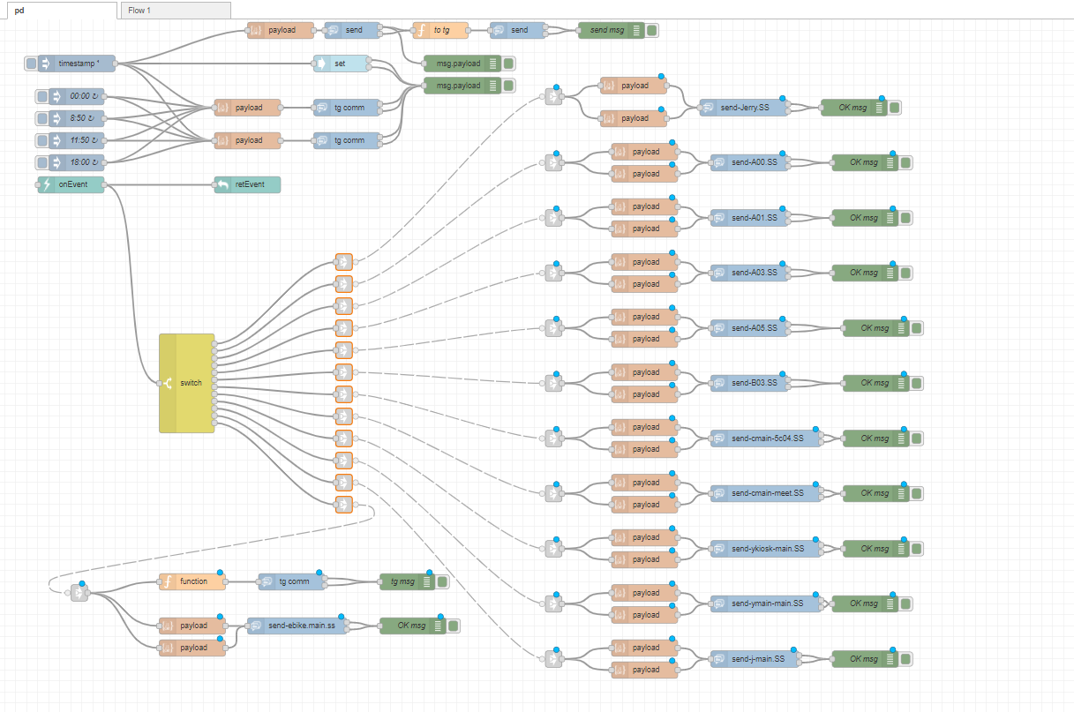 pd
Flow 1
payload
send
to tg
send
send msg
timestamp *
set
msg.payload
msg.payload
00:00 ↻
payload
tg comm
8:50 ↻
11:50 ↻
payload
tg comm
18:00 ↻
onEvent
retEvent
switch
payload
payload
send-Jerry.SS
OK msg
payload
payload
send-A00.SS
OK msg
payload
payload
send-A01.SS
OK msg
payload
payload
send-A03.SS
OK msg
payload
payload
send-A05.SS
OK msg
payload
payload
send-B03.SS
OK msg
payload
payload
send-cmain-5c04.SS
OK msg
payload
payload
send-cmain-meet.SS
OK msg
payload
payload
send-ykiosk-main.SS
OK msg
payload
payload
send-ymain-main.SS
OK msg
payload
payload
send-j-main.SS
OK msg
function
tg comm
tg msg
payload
payload
send-ebike.main.ss
OK msg